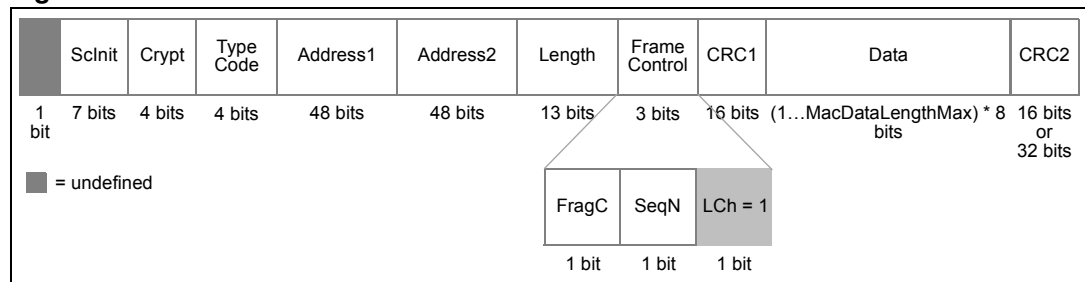 ScInit Crypt Type Code Address1 Address2 Length Frame Control CRC1 Data CRC2
1 bit 7 bits 4 bits 4 bits 48 bits 48 bits 13 bits 3 bits 16 bits (1…MacDataLengthMax) * 8 bits 16 bits or 32 bits
= undefined
FragC SeqN LCh = 1
1 bit 1 bit 1 bit